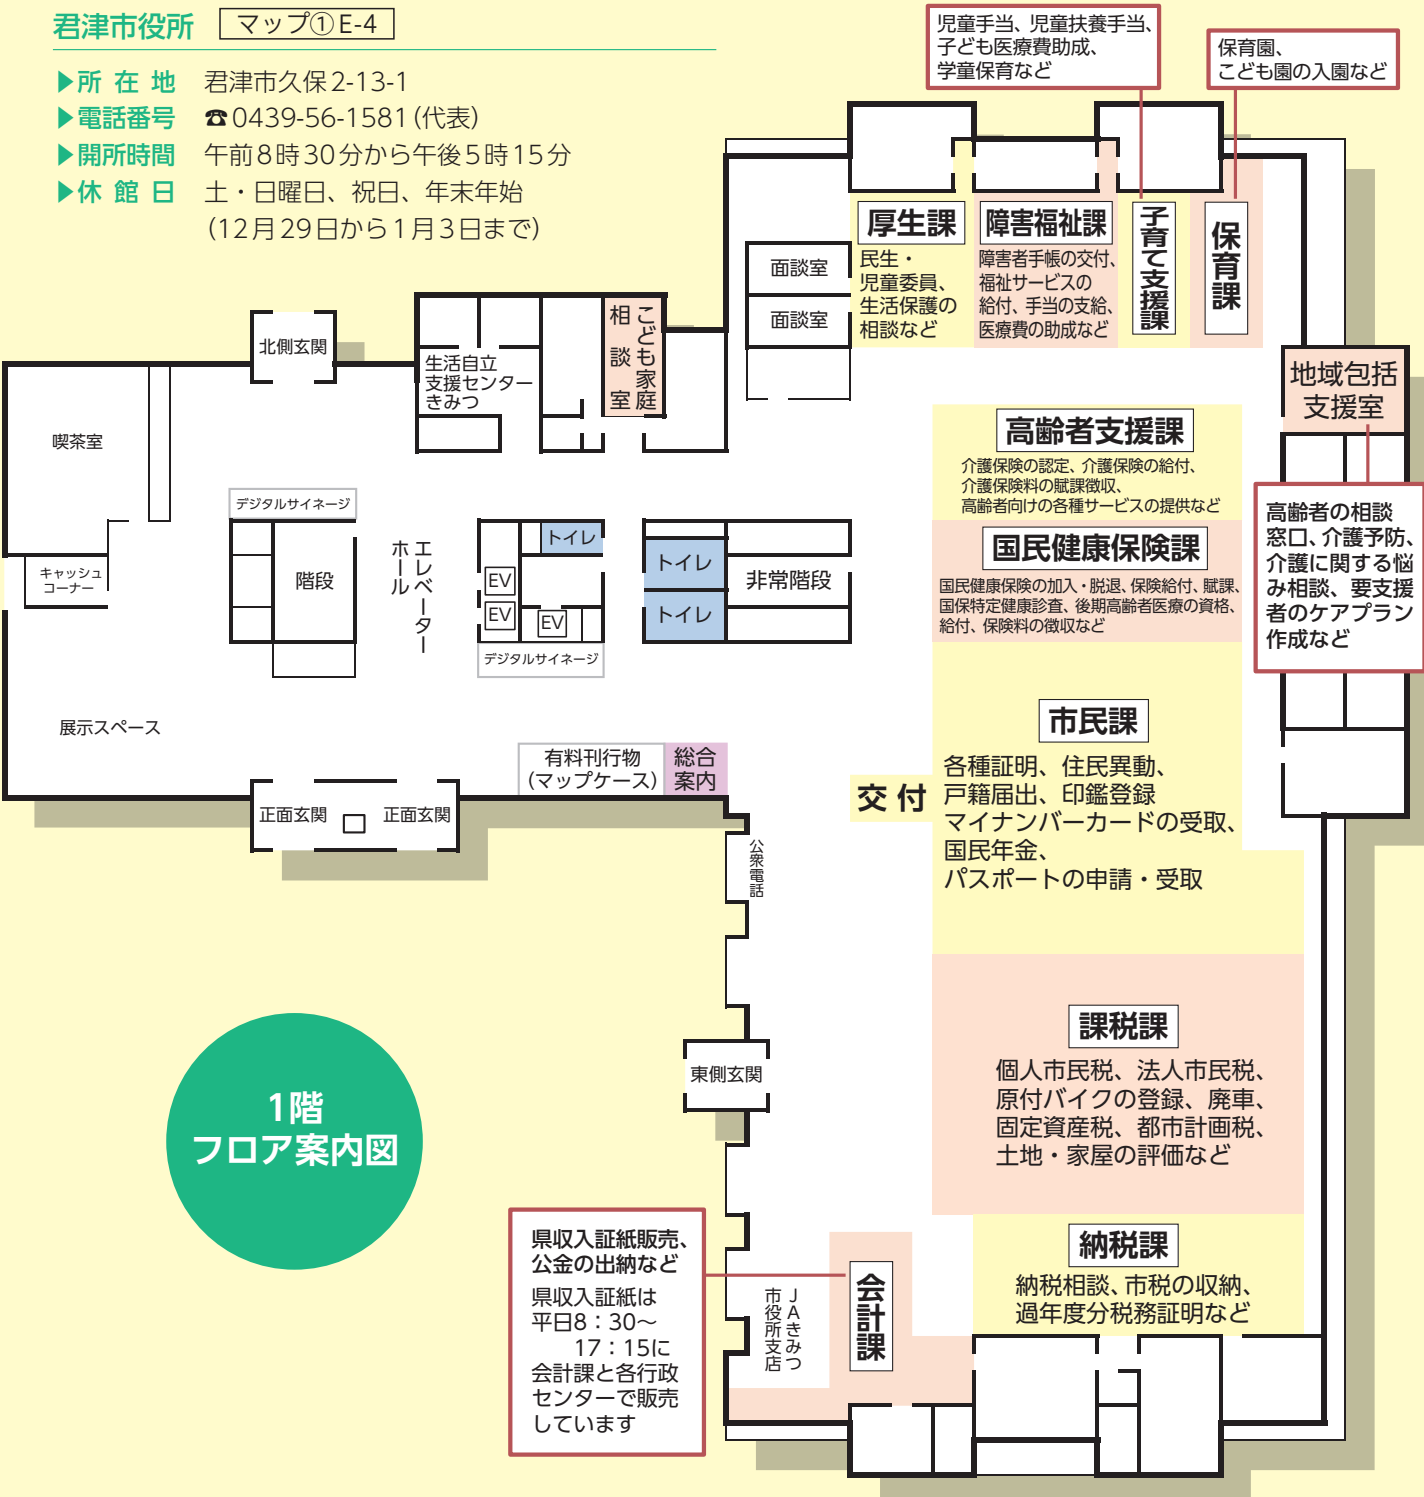 君津市役所 マップ①E-4
▶所在地 君津市久保2-13-1
▶電話番号 ☎0439-56-1581(代表)
▶開所時間 午前8時30分から午後5時15分
▶休館日 土・日曜日、祝日、年末年始
(12月29日から1月3日まで)
児童手当、児童扶養手当、
子ども医療費助成、
学童保育など
保育園、
こども園の入園など
厚生課
民生・
児童委員、
生活保護の
相談など
障害福祉課
障害者手帳の交付、
福祉サービスの
給付、手当の支給、
医療費の助成など
子育て支援課
保育課
面談室
面談室
北側玄関
生活自立
支援センター
きみつ
こども家庭
相談室
地域包括
支援室
喫茶室
高齢者支援課
介護保険の認定、介護保険の給付、
介護保険料の賦課徴収、
高齢者向けの各種サービスの提供など
高齢者の相談
窓口、介護予防、
介護に関する悩
み相談、要支援
者のケアプラン
作成など
デジタルサイネージ
キャッシュ
コーナー
階段
エレベーター
ホール
EV
EV
EV
トイレ
トイレ
トイレ
非常階段
デジタルサイネージ
国民健康保険課
国民健康保険の加入・脱退、保険給付、賦課、
国保特定健康診査、後期高齢者医療の資格、
給付、保険料の徴収など
展示スペース
有料刊行物
(マップケース)
総合
案内
市民課
交付
各種証明、住民異動、
戸籍届出、印鑑登録
マイナンバーカードの受取、
国民年金、
パスポートの申請・受取
正面玄関
正面玄関
公衆電話
東側玄関
課税課
個人市民税、法人市民税、
原付バイクの登録、廃車、
固定資産税、都市計画税、
土地・家屋の評価など
1階
フロア案内図
納税課
納税相談、市税の収納、
過年度分税務証明など
県収入証紙販売、
公金の出納など
県収入証紙は
平日8：30～
17：15に
会計課と各行政
センターで販売
しています
JAきみつ
市役所支店
会計課